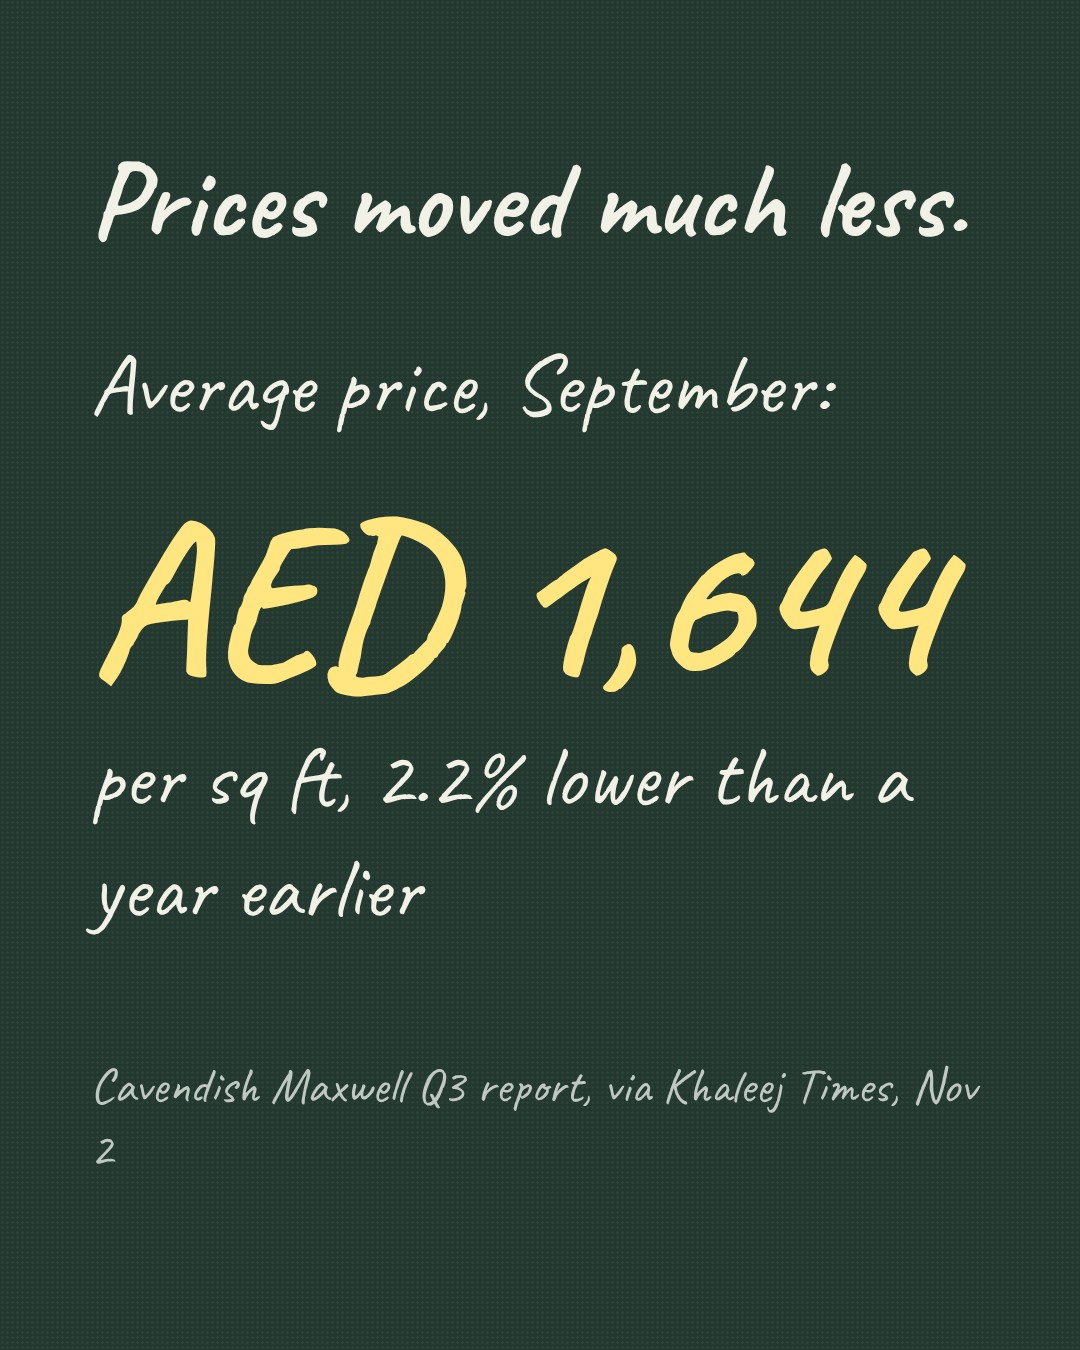 Prices moved much less.
Average price, September:
AED 1,644
per sq ft, 2.2% lower than a
year earlier
Cavendish Maxwell Q3 report, via Khaleej Times, Nov
2